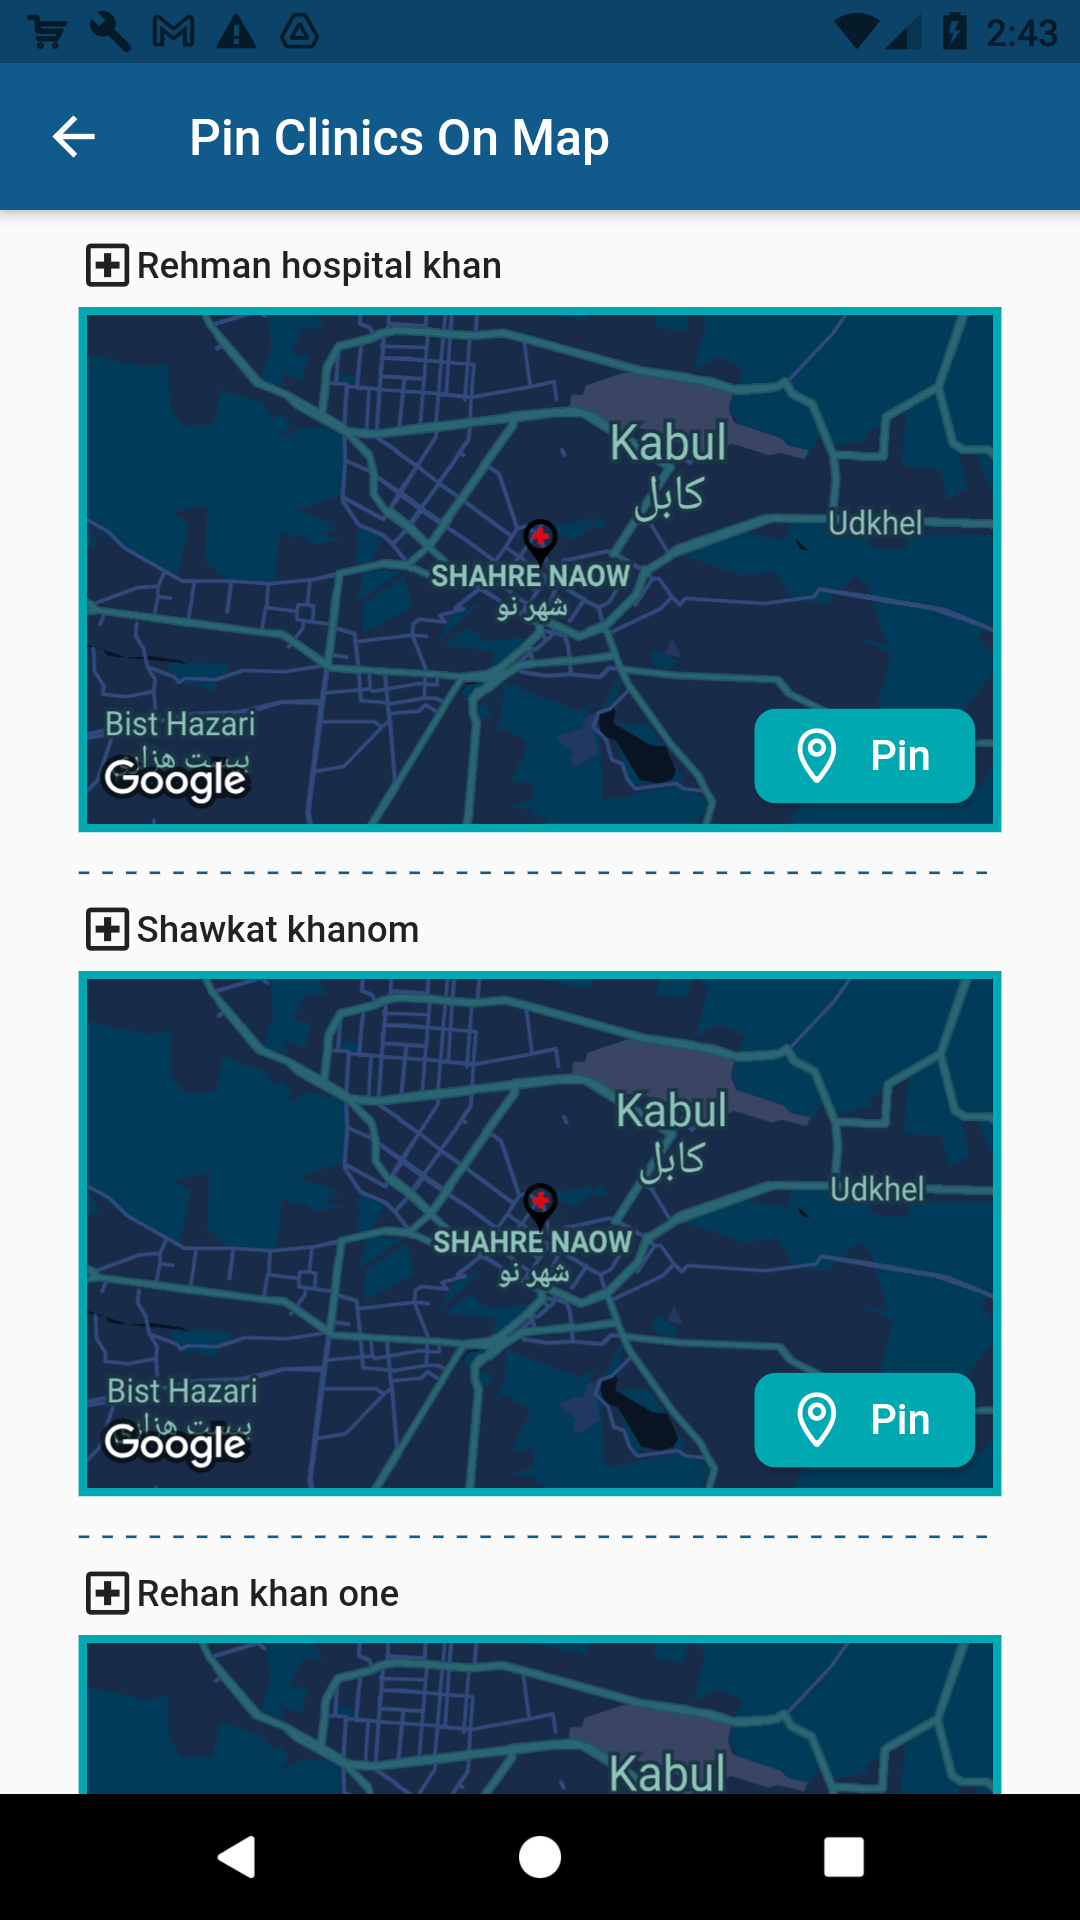 2:43
Pin Clinics On Map
Rehman hospital khan
Kabul
كابل
Udkhel
SHAHRE NAOW
شهر نو
Bist Hazari
بیست هزاری
Google
Pin
Shawkat khanom
Kabul
كابل
Udkhel
SHAHRE NAOW
شهر نو
Bist Hazari
بیست هزاری
Google
Pin
Rehan khan one
Kabul